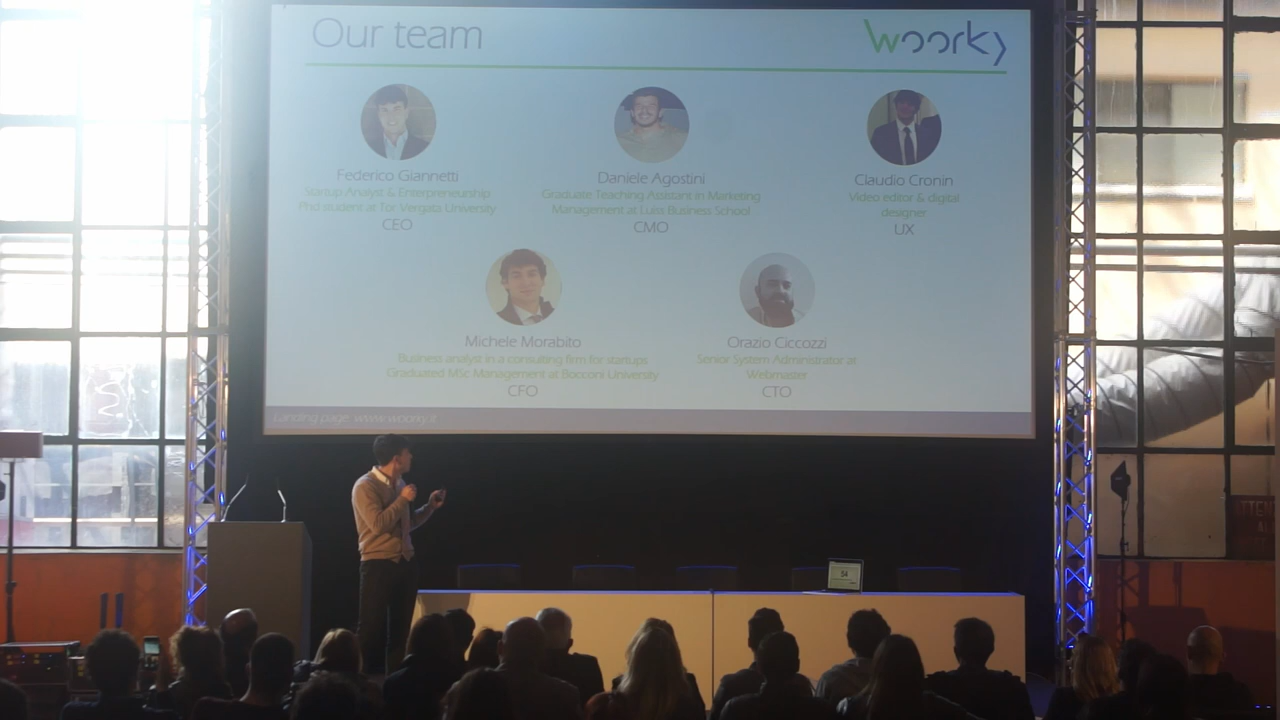 Our team
woorky
Federico Giannetti
Startup Analyst & Enterpreneurship
Phd student at Tor Vergata University
CEO
Daniele Agostini
Graduate Teaching Assistant in Marketing
Management at Luiss Business School
CMO
Claudio Cronin
Video editor & digital
designer
UX
Michele Morabito
Business analyst in a consulting firm for startups
Graduated MSc Management at Bocconi University
CFO
Orazio Ciccozzi
Senior System Administrator at
Webmaster
CTO
Landing page: www.woorky.it
54